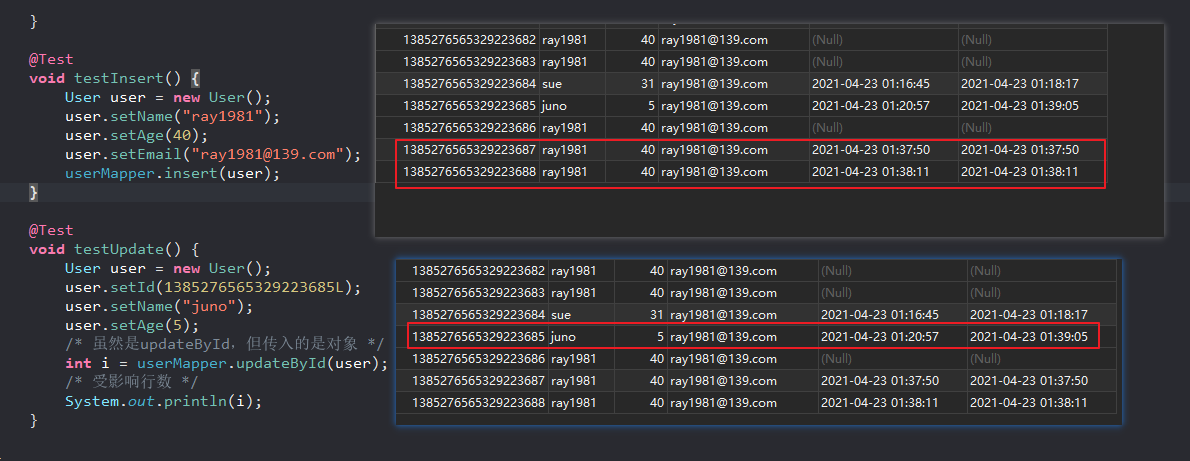 }
@Test
void testInsert() {
User user = new User();
user.setName("ray1981");
user.setAge(40);
user.setEmail("ray1981@139.com");
userMapper.insert(user);
}
@Test
void testUpdate() {
User user = new User();
user.setId(1385276565329223685L);
user.setName("juno");
user.setAge(5);
/* 虽然是updateById，但传入的是对象 */
int i = userMapper.updateById(user);
/* 受影响行数 */
System.out.println(i);
}
1385276565329223682 ray1981 40 ray1981@139.com (Null) (Null)
1385276565329223683 ray1981 40 ray1981@139.com (Null) (Null)
1385276565329223684 sue 31 ray1981@139.com 2021-04-23 01:16:45 2021-04-23 01:18:17
1385276565329223685 juno 5 ray1981@139.com 2021-04-23 01:20:57 2021-04-23 01:39:05
1385276565329223686 ray1981 40 ray1981@139.com (Null) (Null)
1385276565329223687 ray1981 40 ray1981@139.com 2021-04-23 01:37:50 2021-04-23 01:37:50
1385276565329223688 ray1981 40 ray1981@139.com 2021-04-23 01:38:11 2021-04-23 01:38:11
1385276565329223682 ray1981 40 ray1981@139.com (Null) (Null)
1385276565329223683 ray1981 40 ray1981@139.com (Null) (Null)
1385276565329223684 sue 31 ray1981@139.com 2021-04-23 01:16:45 2021-04-23 01:18:17
1385276565329223685 juno 5 ray1981@139.com 2021-04-23 01:20:57 2021-04-23 01:39:05
1385276565329223686 ray1981 40 ray1981@139.com (Null) (Null)
1385276565329223687 ray1981 40 ray1981@139.com 2021-04-23 01:37:50 2021-04-23 01:37:50
1385276565329223688 ray1981 40 ray1981@139.com 2021-04-23 01:38:11 2021-04-23 01:38:11